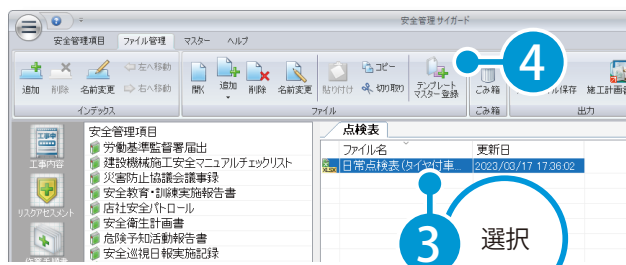 安全管理 サイガード
安全管理項目 ファイル管理 マスター ヘルプ
追加 削除 名前変更 左へ移動 右へ移動
インデックス
開く 追加 削除 名前変更 貼り付け コピー 切り取り テンプレートマスター登録
ファイル
ごみ箱
ごみ箱
ル保存 施工計画書
出力
4
工事内容
リスクアセスメント
作業手順書
安全管理項目
労働基準監督署届出
建設機械施工安全マニュアルチェックリスト
災害防止協議会議事録
安全教育・訓練実施報告書
店社安全パトロール
安全衛生計画書
危険予知活動報告書
安全巡視日報実施記録
点検表
ファイル名 更新日
日常点検表(タイヤ付車... 2023/03/17 17:36:02
3
選択